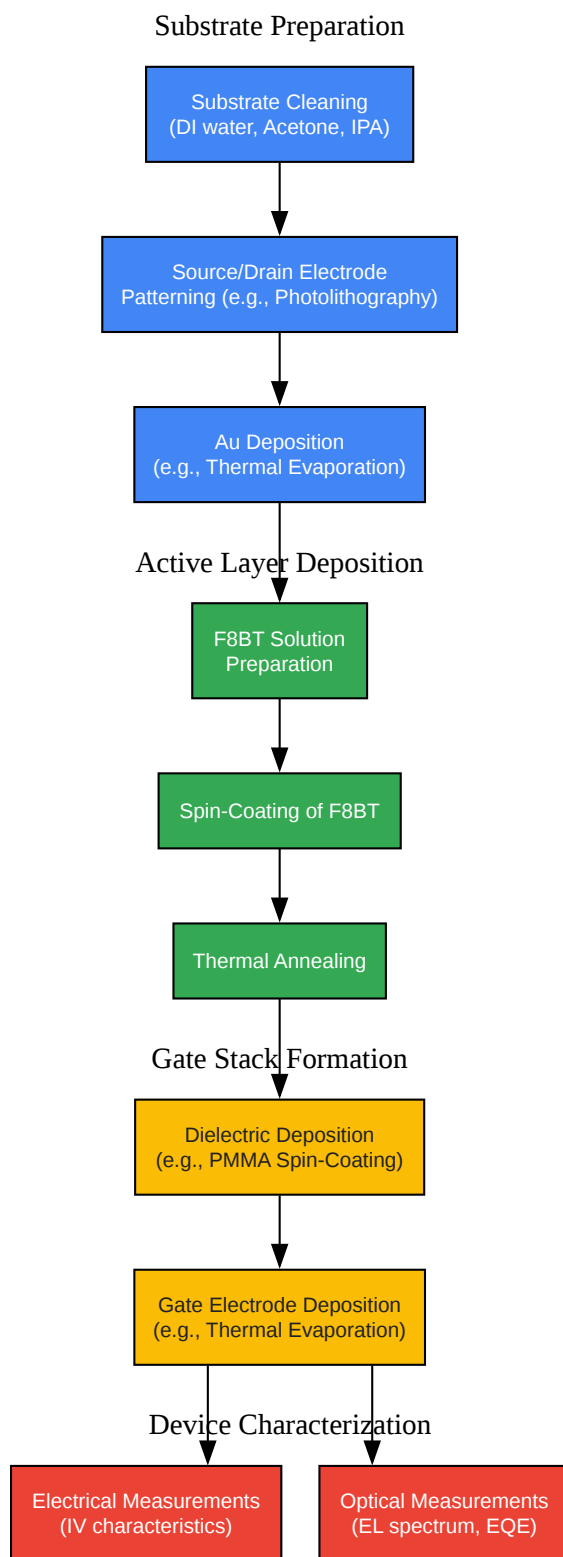 Substrate Preparation
Substrate Cleaning
(DI water, Acetone, IPA)
Source/Drain Electrode
Patterning (e.g., Photolithography)
Au Deposition
(e.g., Thermal Evaporation)
Active Layer Deposition
F8BT Solution
Preparation
Spin-Coating of F8BT
Thermal Annealing
Gate Stack Formation
Dielectric Deposition
(e.g., PMMA Spin-Coating)
Gate Electrode Deposition
(e.g., Thermal Evaporation)
Device Characterization
Electrical Measurements
(IV characteristics)
Optical Measurements
(EL spectrum, EQE)